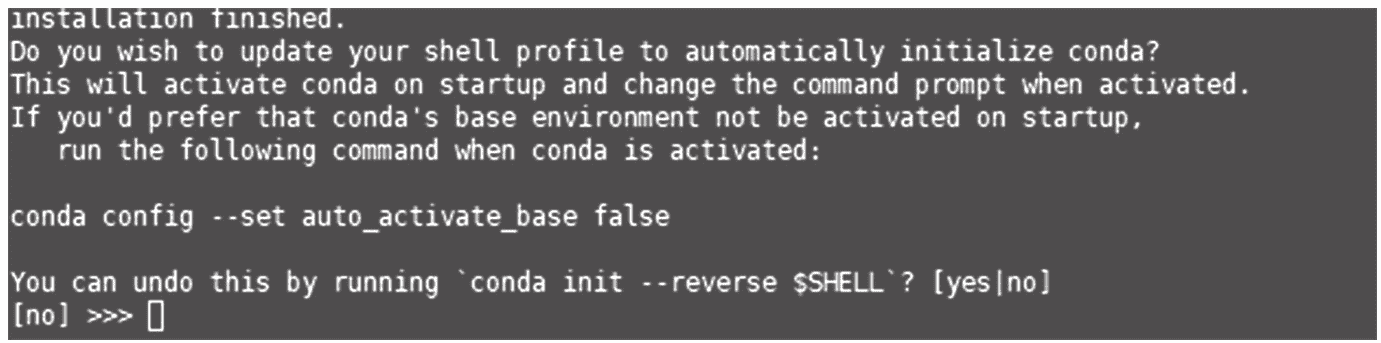 installation finished.
Do you wish to update your shell profile to automatically initialize conda?
This will activate conda on startup and change the command prompt when activated.
If you'd prefer that conda's base environment not be activated on startup,
   run the following command when conda is activated:

conda config --set auto_activate_base false

You can undo this by running `conda init --reverse $SHELL`? [yes|no]
[no] >>>